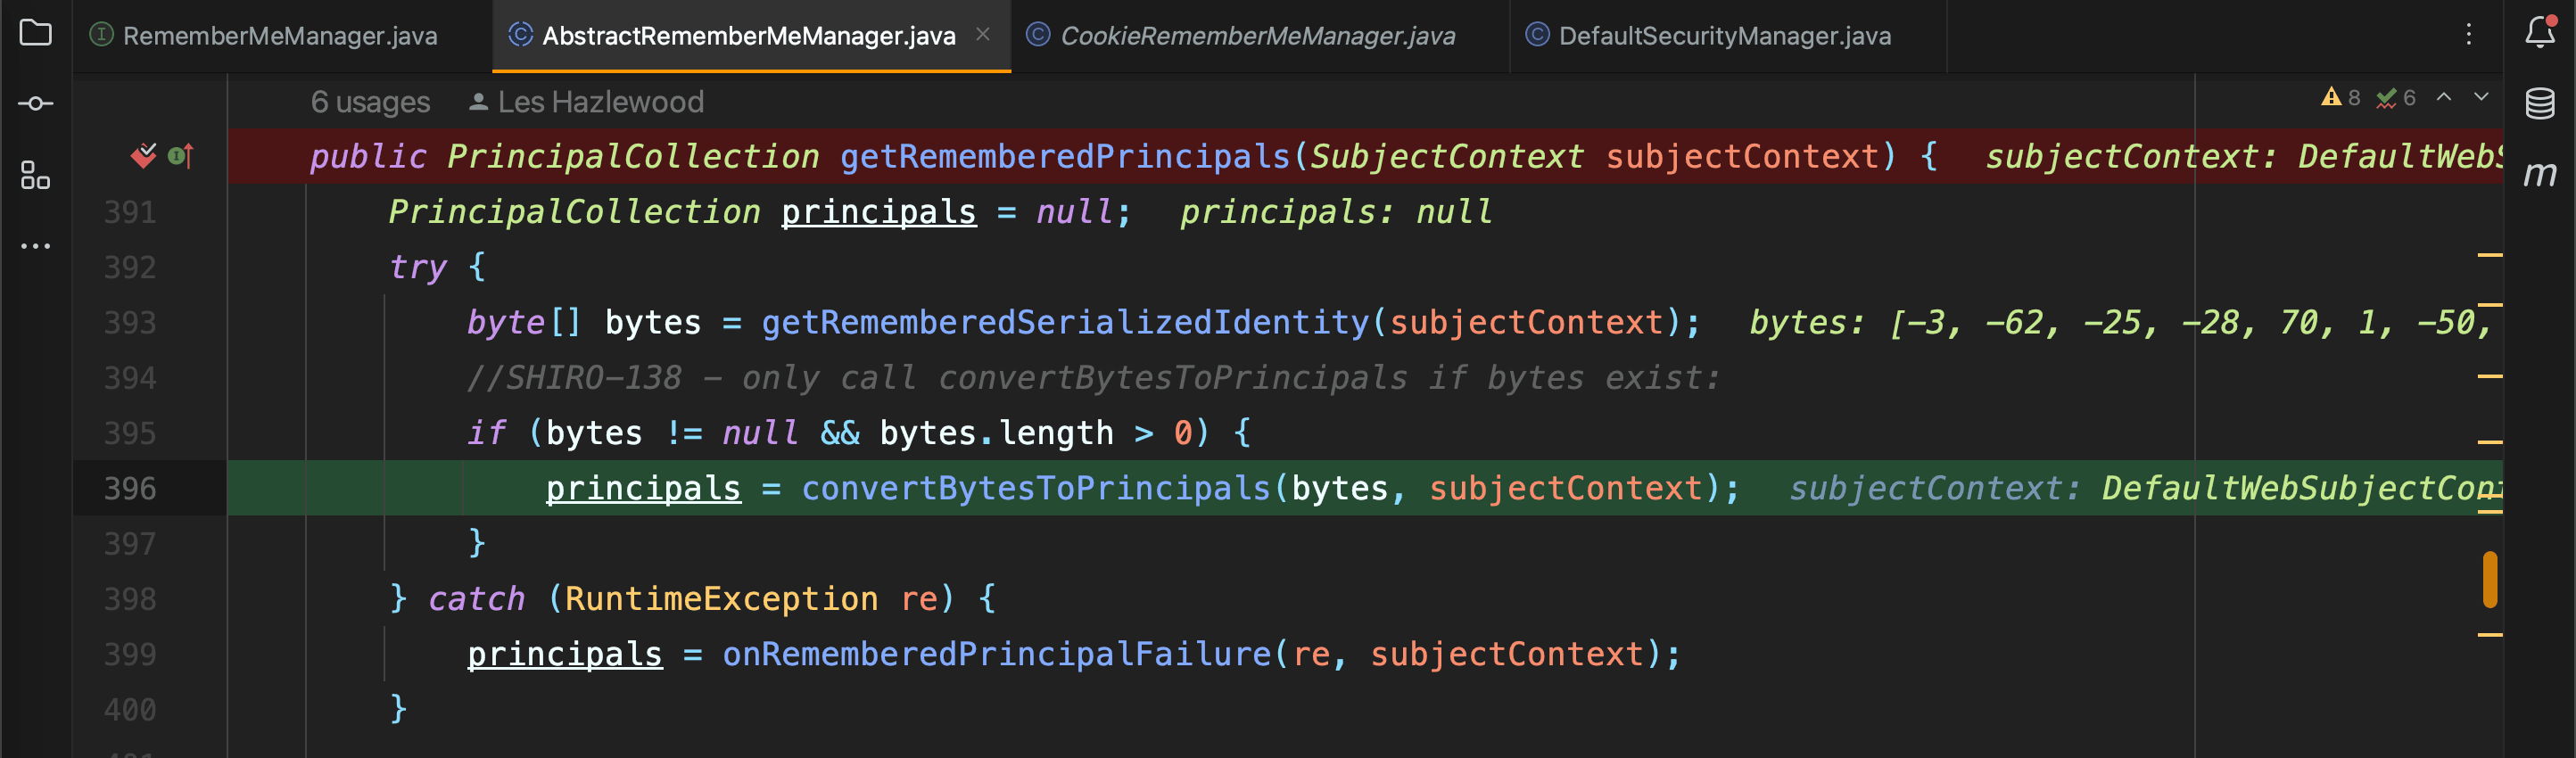 RememberMeManager.java AbstractRememberMeManager.java CookieRememberMeManager.java DefaultSecurityManager.java
6 usages Les Hazlewood 8 6
public PrincipalCollection getRememberedPrincipals(SubjectContext subjectContext) { subjectContext: DefaultWebS
391 PrincipalCollection principals = null; principals: null
392 try {
393 byte[] bytes = getRememberedSerializedIdentity(subjectContext); bytes: [-3, -62, -25, -28, 70, 1, -50,
394 //SHIRO-138 - only call convertBytesToPrincipals if bytes exist:
395 if (bytes != null && bytes.length > 0) {
396 principals = convertBytesToPrincipals(bytes, subjectContext); subjectContext: DefaultWebSubjectCont
397 }
398 } catch (RuntimeException re) {
399 principals = onRememberedPrincipalFailure(re, subjectContext);
400 }